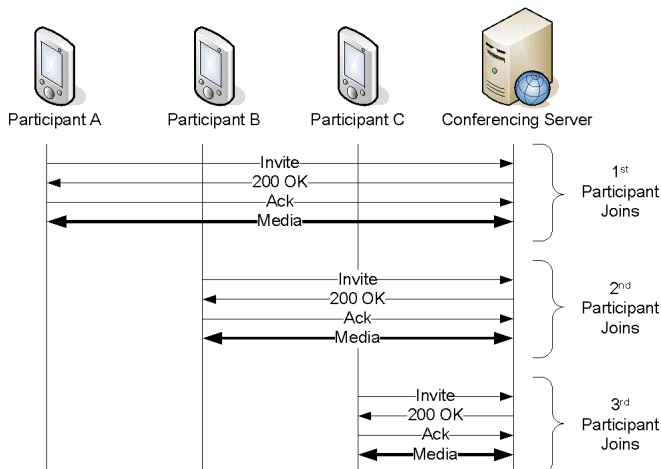 Participant A
Participant B
Participant C
Conferencing Server
Invite
200 OK
Ack
Media
1st
Participant
Joins
Invite
200 OK
Ack
Media
2nd
Participant
Joins
Invite
200 OK
Ack
Media
3rd
Participant
Joins